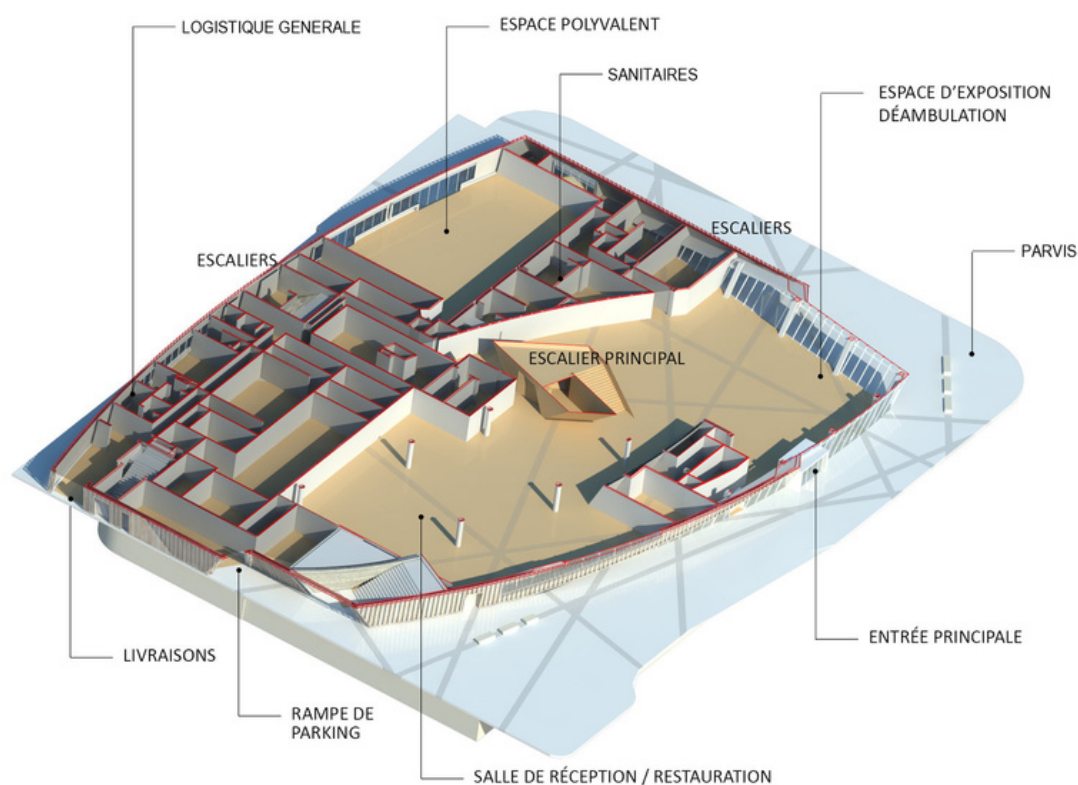 LOGISTIQUE GENERALE
ESPACE POLYVALENT
SANITAIRES
ESPACE D'EXPOSITION
DÉAMBULATION
ESCALIERS
ESCALIERS
PARVIS
ESCALIER PRINCIPAL
ENTRÉE PRINCIPALE
LIVRAISONS
RAMPE DE
PARKING
SALLE DE RÉCEPTION / RESTAURATION